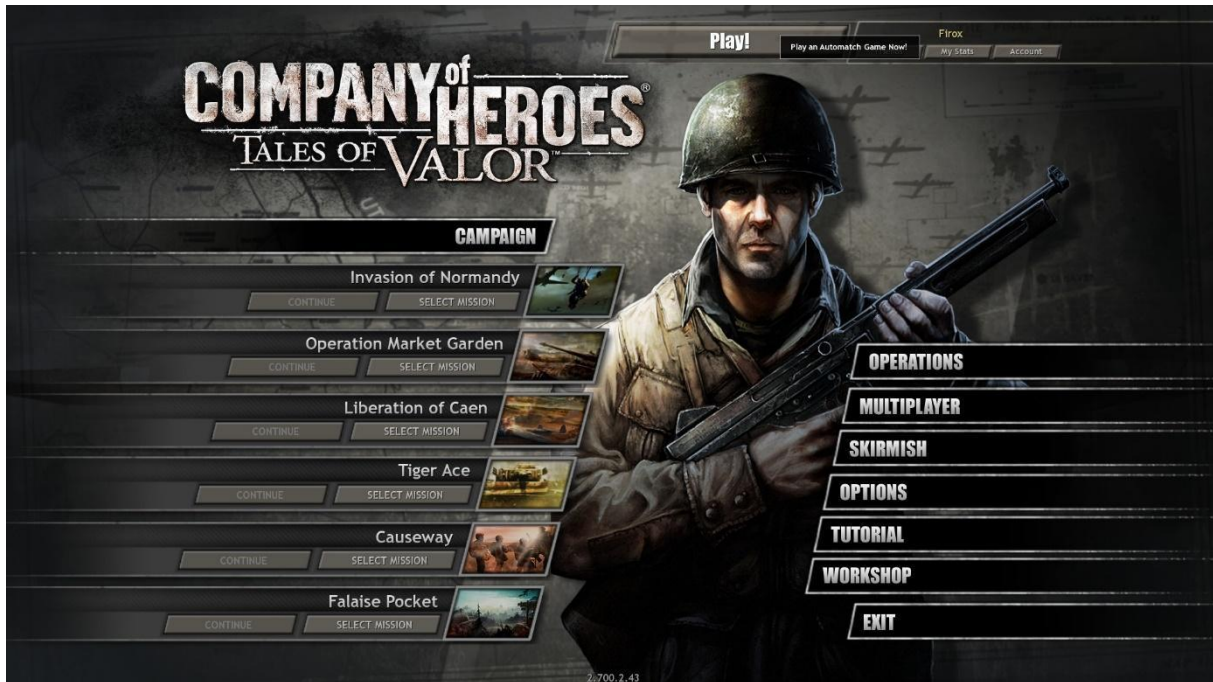 Play!
Play an Automatch Game Now!
Firox
My Stats
Account
COMPANY of HEROES®
TALES OF VALOR™
UT
CAMPAIGN
Invasion of Normandy
CONTINUE
SELECT MISSION
Operation Market Garden
CONTINUE
SELECT MISSION
Liberation of Caen
CONTINUE
SELECT MISSION
Tiger Ace
CONTINUE
SELECT MISSION
Causeway
CONTINUE
SELECT MISSION
Falaise Pocket
CONTINUE
SELECT MISSION
OPERATIONS
MULTIPLAYER
SKIRMISH
OPTIONS
TUTORIAL
WORKSHOP
EXIT
2.700.2.43